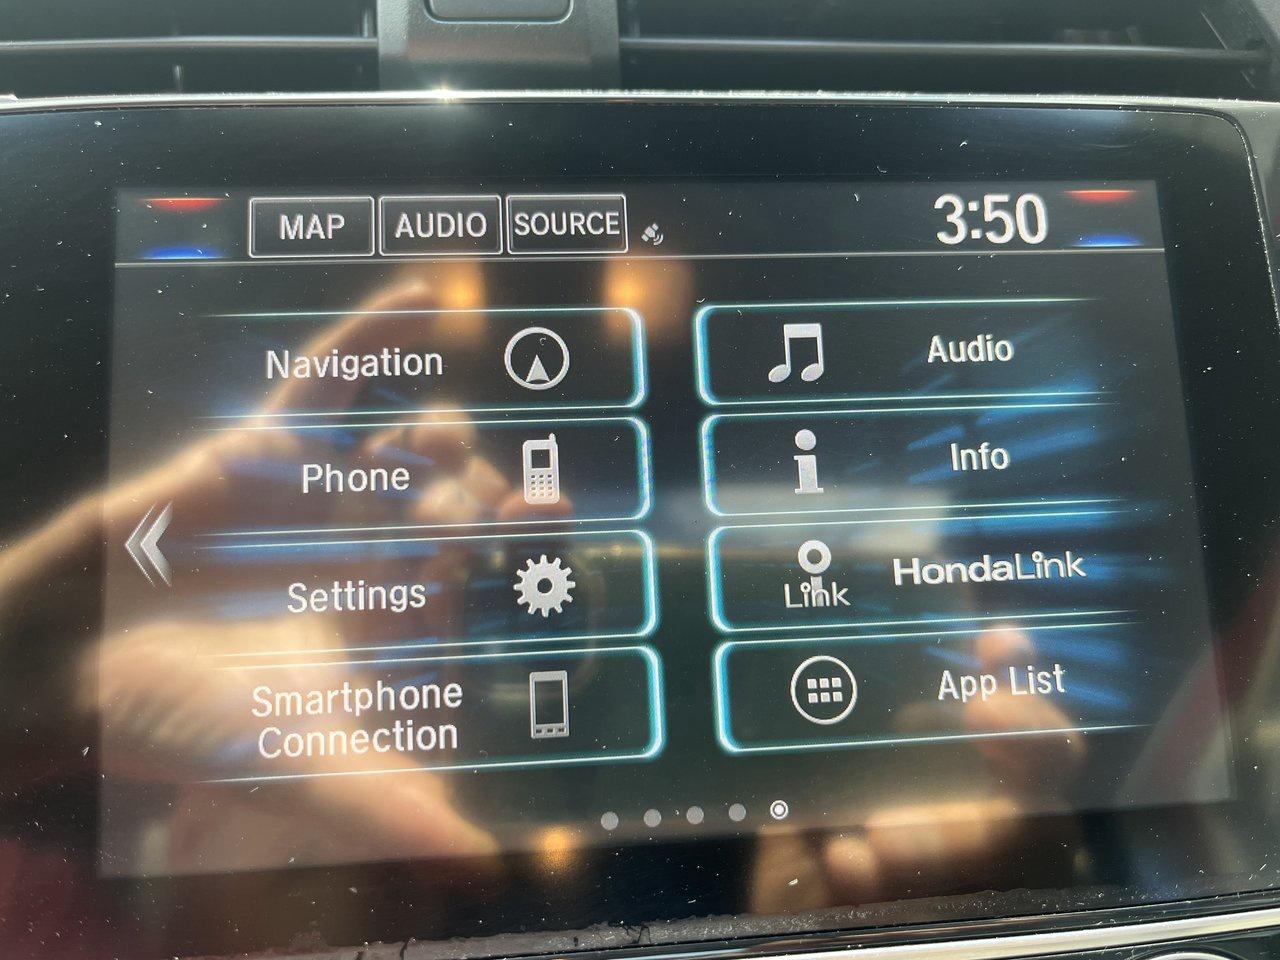 MAP AUDIO SOURCE 3:50
Navigation
Audio
Phone
Info
Settings
Link HondaLink
Smartphone
Connection
App List